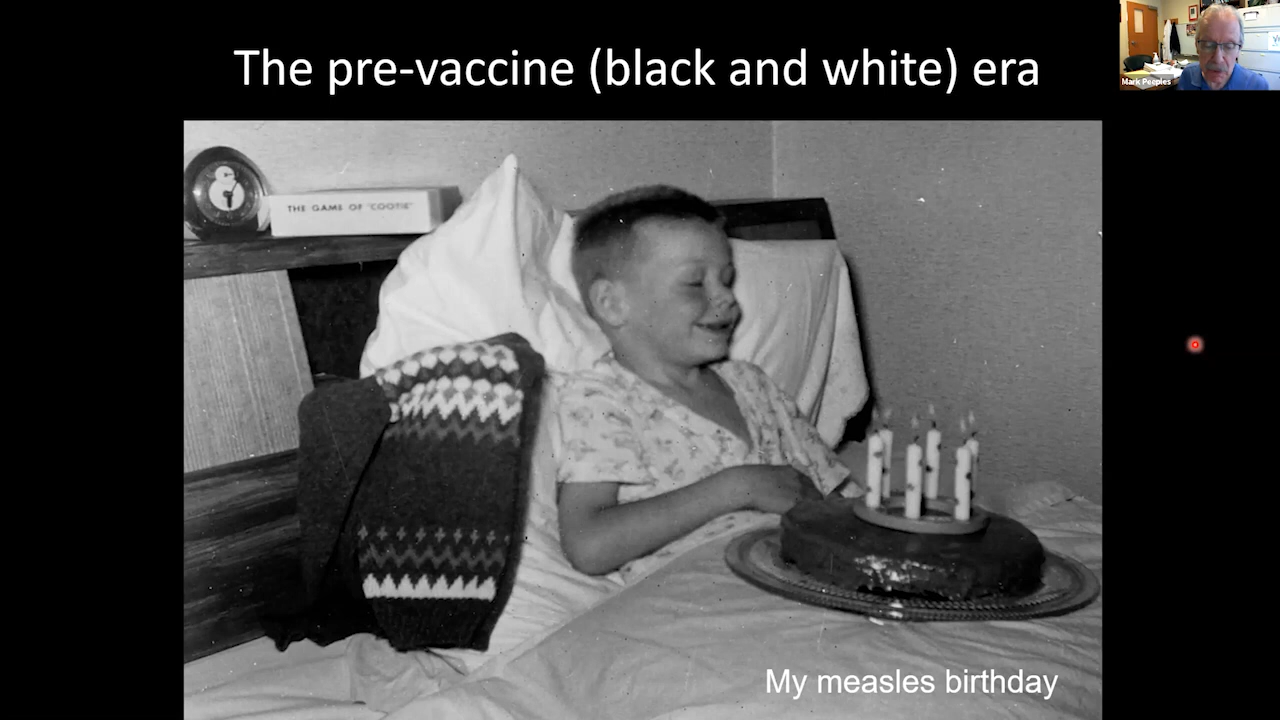 The pre-vaccine (black and white) era
Mark Peeples
THE GAME OF "COOTIE"
My measles birthday